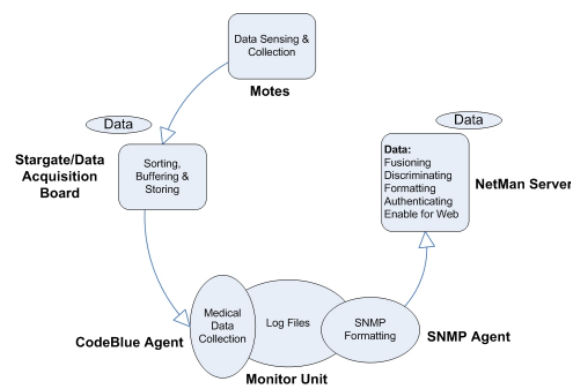 Data Sensing &
Collection
Motes
Data
Stargate/Data
Acquisition
Board
Sorting,
Buffering &
Storing
Data
Data:
Fusioning
Discriminating
Formatting
Authenticating
Enable for Web
NetMan Server
CodeBlue Agent
Medical
Data
Collection
Log Files
SNMP
Formatting
SNMP Agent
Monitor Unit